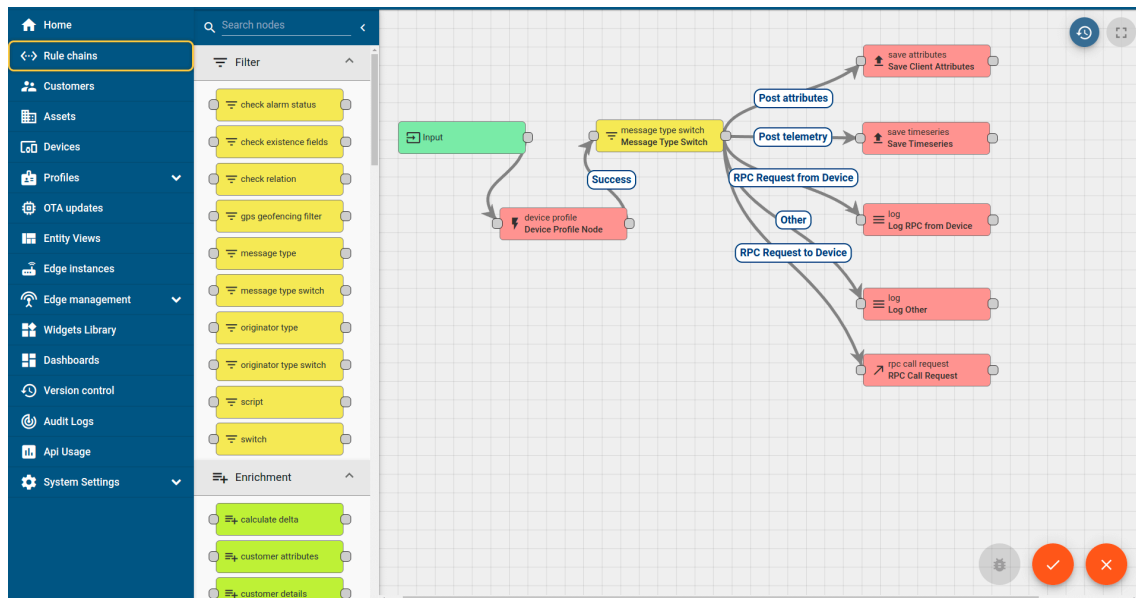 Home
Rule chains
Customers
Assets
Devices
Profiles
OTA updates
Entity Views
Edge instances
Edge management
Widgets Library
Dashboards
Version control
Audit Logs
Api Usage
System Settings
Search nodes
Filter
check alarm status
check existence fields
check relation
gps geofencing filter
message type
message type switch
originator type
originator type switch
script
switch
Enrichment
calculate delta
customer attributes
customer details
Input
device profile
Device Profile Node
Success
message type switch
Message Type Switch
Post attributes
Post telemetry
RPC Request from Device
Other
RPC Request to Device
save attributes
Save Client Attributes
save timeseries
Save Timeseries
log
Log RPC from Device
log
Log Other
rpc call request
RPC Call Request